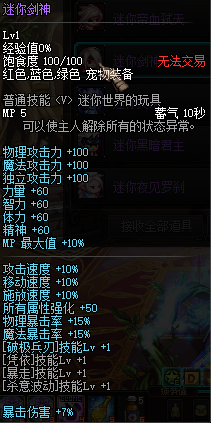 迷你剑神
Lv1
经验值0%
饱食度 100/100
无法交易
红色,蓝色,绿色 宠物装备
普通技能 <V> 迷你世界的玩具
MP 5
蓄气 10秒
可以使主人解除所有的状态异常。
物理攻击力 +100
魔法攻击力 +100
独立攻击力 +100
力量 +60
智力 +60
体力 +60
精神 +60
MP 最大值 +10%
攻击速度 +10%
移动速度 +10%
施放速度 +10%
所有属性强化 +50
物理暴击率 +15%
魔法暴击率 +15%
[破极兵刃]技能Lv +1
[凭依]技能Lv +1
[暴走]技能Lv +1
[杀意波动]技能Lv +1
暴击伤害 +7%
接收全部道具